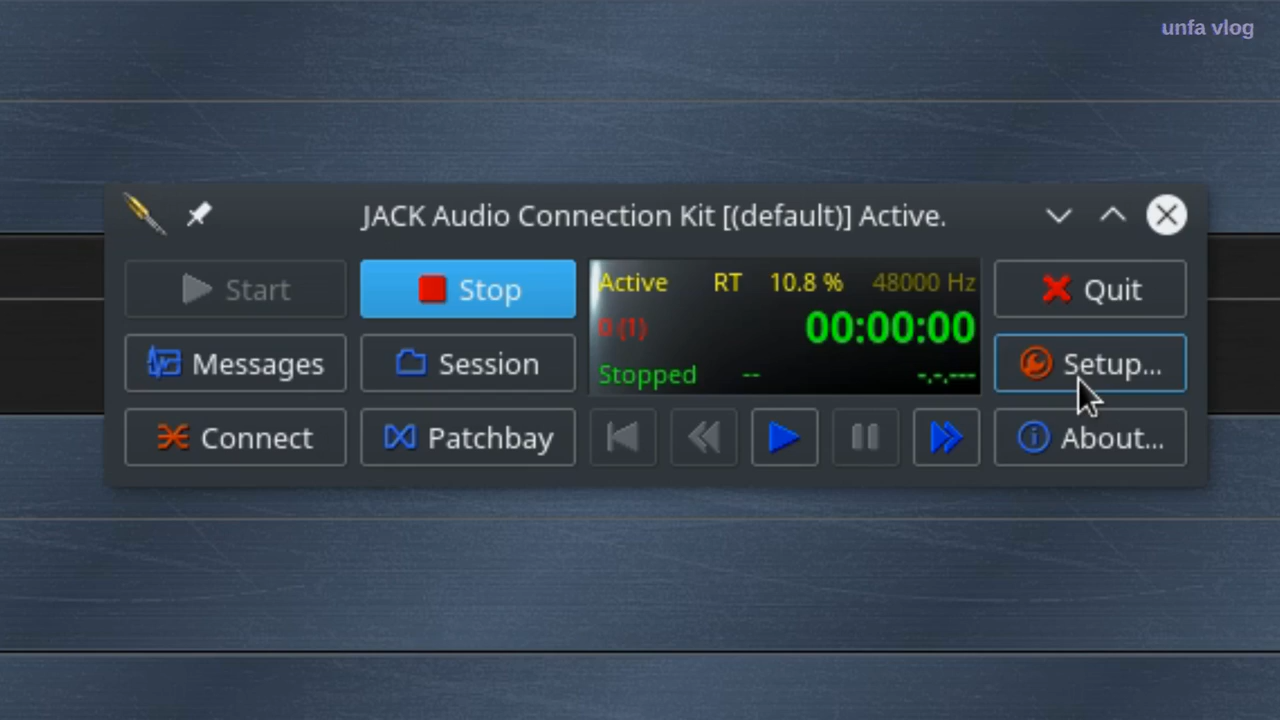 unfa vlog
JACK Audio Connection Kit [(default)] Active.
Start
Stop
Active RT 10.8 % 48000 Hz
0 (1) 00:00:00
Stopped -- -.-.---
Quit
Messages
Session
Setup...
Connect
Patchbay
About...